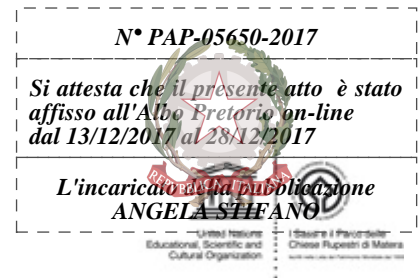 N° PAP-05650-2017
Si attesta che il presente atto è stato
affisso all'Albo Pretorio on-line
dal 13/12/2017 al 28/12/2017
L'incaricato della pubblicazione
ANGELA STIFANO
REPVBBLICA ITALIANA
United Nations
Educational, Scientific and
Cultural Organization
I Sassi e il Parco delle
Chiese Rupestri di Matera